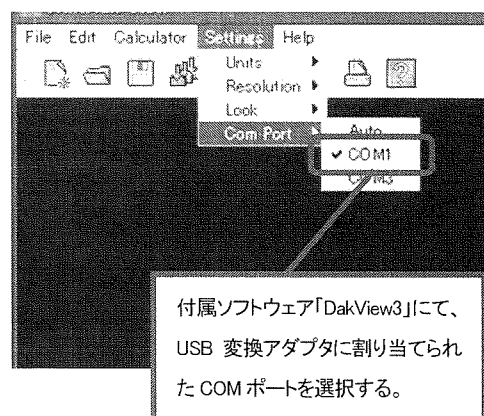 File Edit Calculator Settings Help
Units
Resolution
Look
Com Port
Auto
COM1
COM3
付属ソフトウェア「DakView3」にて、
USB 変換アダプタに割り当てられ
た COM ポートを選択する。